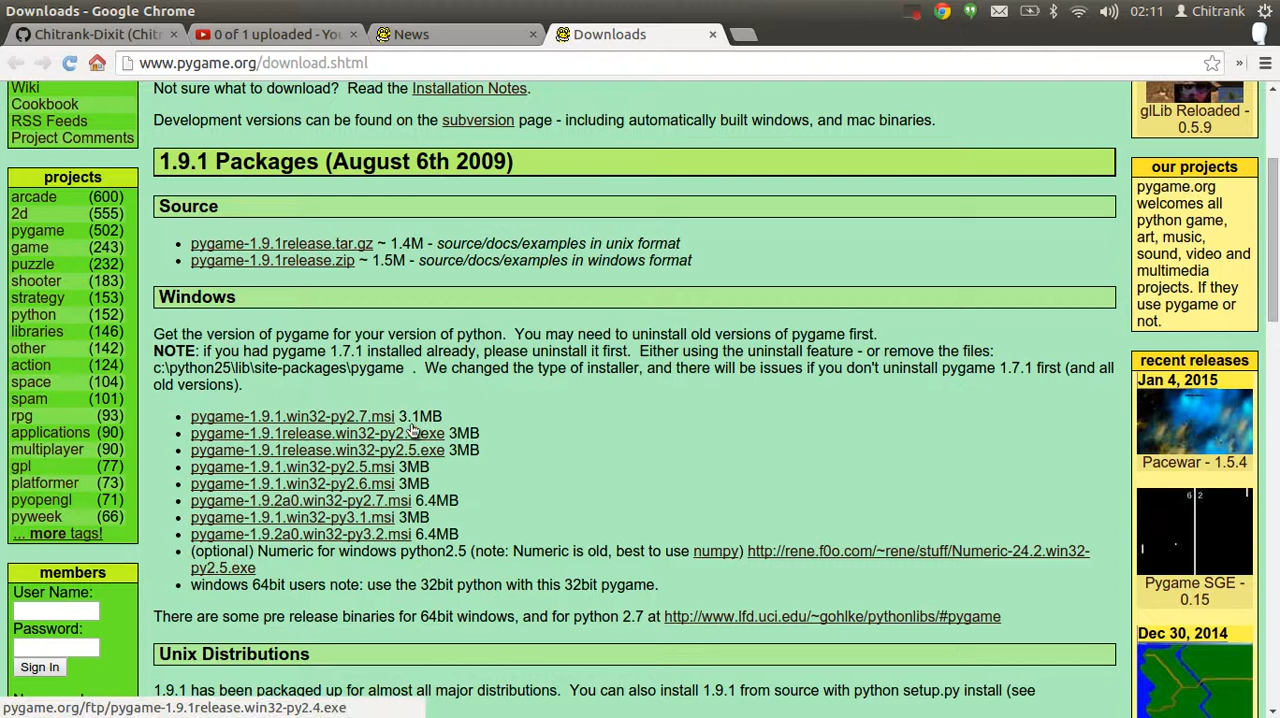 Downloads - Google Chrome
02:11 Chitrank
Chitrank-Dixit (Chitr
0 of 1 uploaded - You
News
Downloads
www.pygame.org/download.shtml
Wiki
Cookbook
RSS Feeds
Project Comments
projects
arcade (600)
2d (555)
pygame (502)
game (243)
puzzle (232)
shooter (183)
strategy (153)
python (152)
libraries (146)
other (142)
action (124)
space (104)
spam (101)
rpg (93)
applications (90)
multiplayer (90)
gpl (77)
platformer (73)
pyopengl (71)
pyweek (66)
... more tags!
members
User Name:
Password:
Sign In
Not sure what to download? Read the Installation Notes.
Development versions can be found on the subversion page - including automatically built windows, and mac binaries.
1.9.1 Packages (August 6th 2009)
Source
• pygame-1.9.1release.tar.gz ~ 1.4M - source/docs/examples in unix format
• pygame-1.9.1release.zip ~ 1.5M - source/docs/examples in windows format
Windows
Get the version of pygame for your version of python. You may need to uninstall old versions of pygame first.
NOTE: if you had pygame 1.7.1 installed already, please uninstall it first. Either using the uninstall feature - or remove the files:
c:\python25\lib\site-packages\pygame . We changed the type of installer, and there will be issues if you don't uninstall pygame 1.7.1 first (and all
old versions).
• pygame-1.9.1.win32-py2.7.msi 3.1MB
• pygame-1.9.1release.win32-py2. exe 3MB
• pygame-1.9.1release.win32-py2.5.exe 3MB
• pygame-1.9.1.win32-py2.5.msi 3MB
• pygame-1.9.1.win32-py2.6.msi 3MB
• pygame-1.9.2a0.win32-py2.7.msi 6.4MB
• pygame-1.9.1.win32-py3.1.msi 3MB
• pygame-1.9.2a0.win32-py3.2.msi 6.4MB
• (optional) Numeric for windows python2.5 (note: Numeric is old, best to use numpy) http://rene.f0o.com/~rene/stuff/Numeric-24.2.win32-
py2.5.exe
• windows 64bit users note: use the 32bit python with this 32bit pygame.
There are some pre release binaries for 64bit windows, and for python 2.7 at http://www.lfd.uci.edu/~gohlke/pythonlibs/#pygame
Unix Distributions
1.9.1 has been packaged up for almost all major distributions. You can also install 1.9.1 from source with python setup.py install (see
glLib Reloaded -
0.5.9
our projects
pygame.org
welcomes all
python game,
art, music,
sound, video and
multimedia
projects. If they
use pygame or
not.
recent releases
Jan 4, 2015
Pacewar - 1.5.4
6 2
Pygame SGE -
0.15
Dec 30, 2014
pygame.org/ftp/pygame-1.9.1release.win32-py2.4.exe